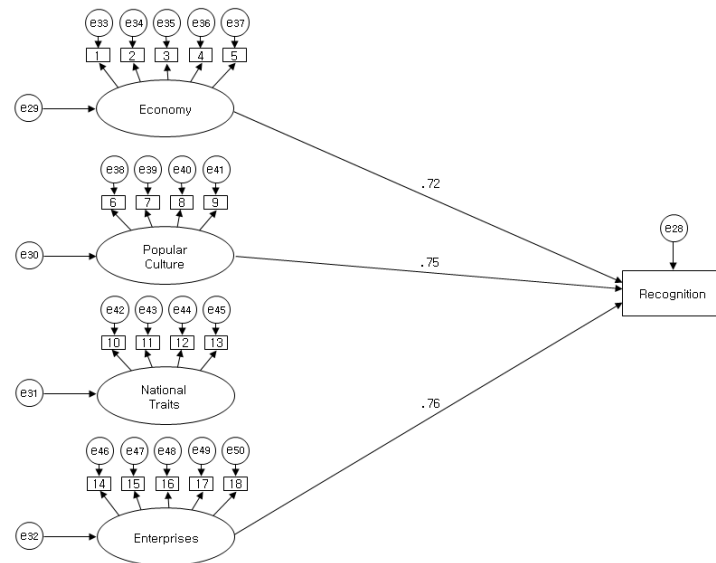 e33 e34 e35 e36 e37
1 2 3 4 5
e29
Economy
.72
e38 e39 e40 e41
6 7 8 9
e28
e30
Popular
Culture
.75
Recognition
e42 e43 e44 e45
10 11 12 13
e31
National
Traits
.76
e46 e47 e48 e49 e50
14 15 16 17 18
e32
Enterprises